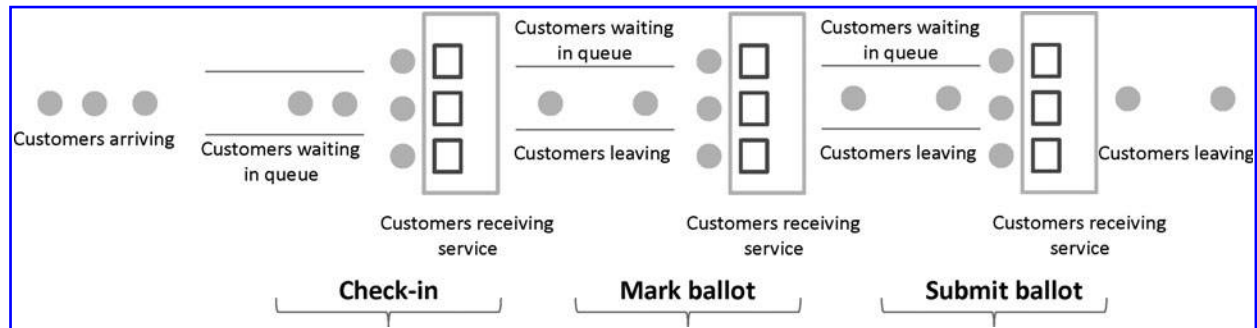 Customers arriving
Customers waiting
in queue
Customers receiving
service
Customers waiting
in queue
Customers leaving
Customers receiving
service
Customers waiting
in queue
Customers leaving
Customers receiving
service
Customers leaving
Check-in
Mark ballot
Submit ballot